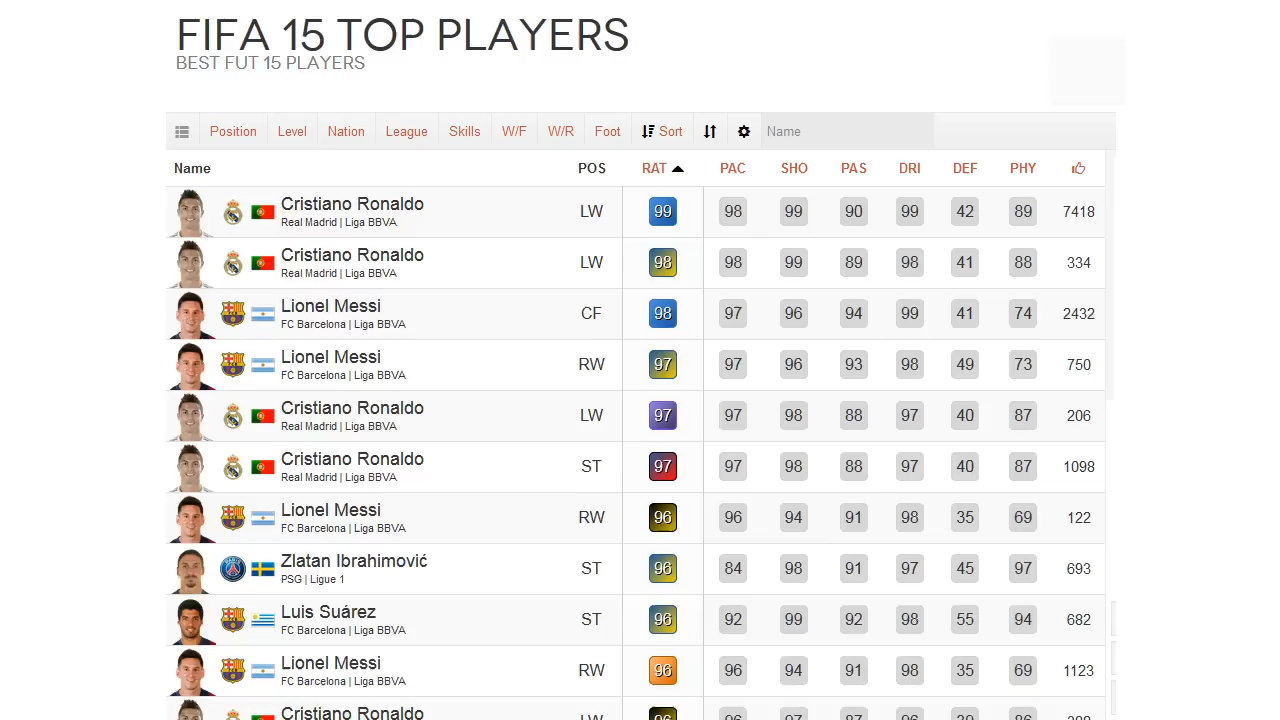 FIFA 15 TOP PLAYERS
BEST FUT 15 PLAYERS
Position Level Nation League Skills W/F W/R Foot Sort Name
Name POS RAT PAC SHO PAS DRI DEF PHY
Cristiano Ronaldo LW 99 98 99 90 99 42 89 7418
Real Madrid | Liga BBVA
Cristiano Ronaldo LW 98 98 99 89 98 41 88 334
Real Madrid | Liga BBVA
Lionel Messi CF 98 97 96 94 99 41 74 2432
FC Barcelona | Liga BBVA
Lionel Messi RW 97 97 96 93 98 49 73 750
FC Barcelona | Liga BBVA
Cristiano Ronaldo LW 97 97 98 88 97 40 87 206
Real Madrid | Liga BBVA
Cristiano Ronaldo ST 97 97 98 88 97 40 87 1098
Real Madrid | Liga BBVA
Lionel Messi RW 96 96 94 91 98 35 69 122
FC Barcelona | Liga BBVA
Zlatan Ibrahimović ST 96 84 98 91 97 45 97 693
PSG | Ligue 1
Luis Suárez ST 96 92 99 92 98 55 94 682
FC Barcelona | Liga BBVA
Lionel Messi RW 96 96 94 91 98 35 69 1123
FC Barcelona | Liga BBVA
Cristiano Ronaldo LW 96 96 97 87 96 39 86